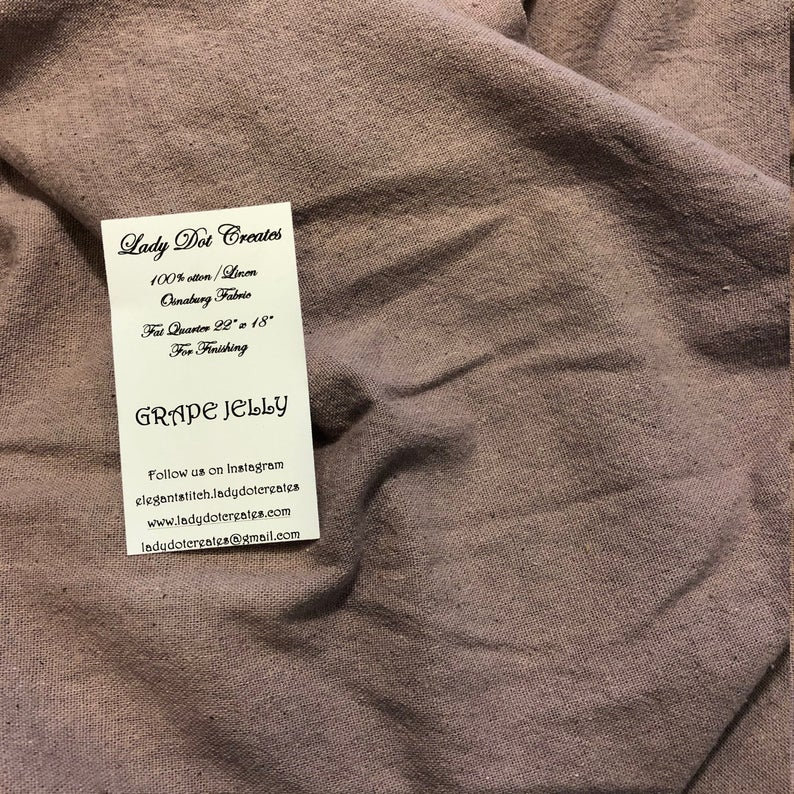 Lady Dot Creates
100% otton / Linen
Osnaburg Fabric
Fat Quarter 22" x 18"
For Finishing
GRAPE JELLY
Follow us on Instagram
elegantstitch.ladydotcreates
www.ladydotcreates.com
ladydotcreates@gmail.com